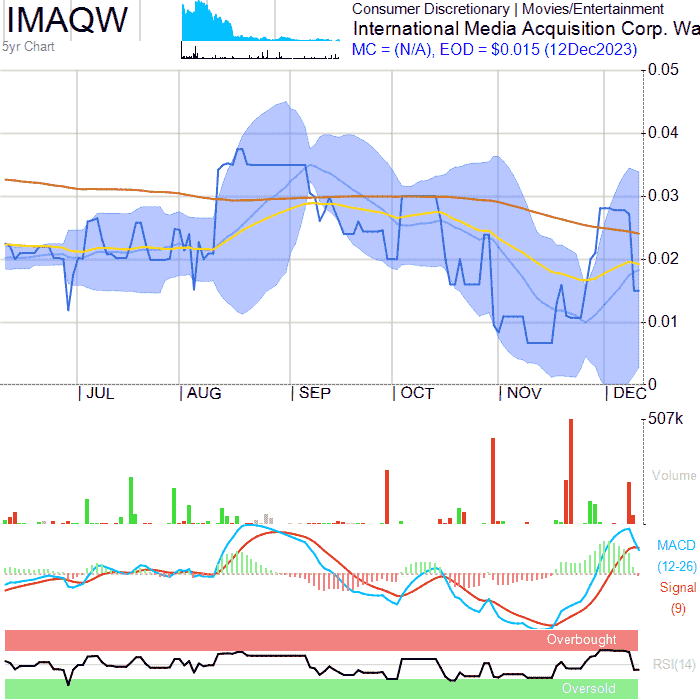 IMAQW
5yr Chart
Consumer Discretionary | Movies/Entertainment
International Media Acquisition Corp. Wa
MC = (N/A), EOD = $0.015 (12Dec2023)
0.05
0.04
0.03
0.02
0.01
0
| JUL | AUG | SEP | OCT | NOV | DEC
507k
Volume
MACD
(12-26)
Signal
(9)
Overbought
RSI(14)
Oversold